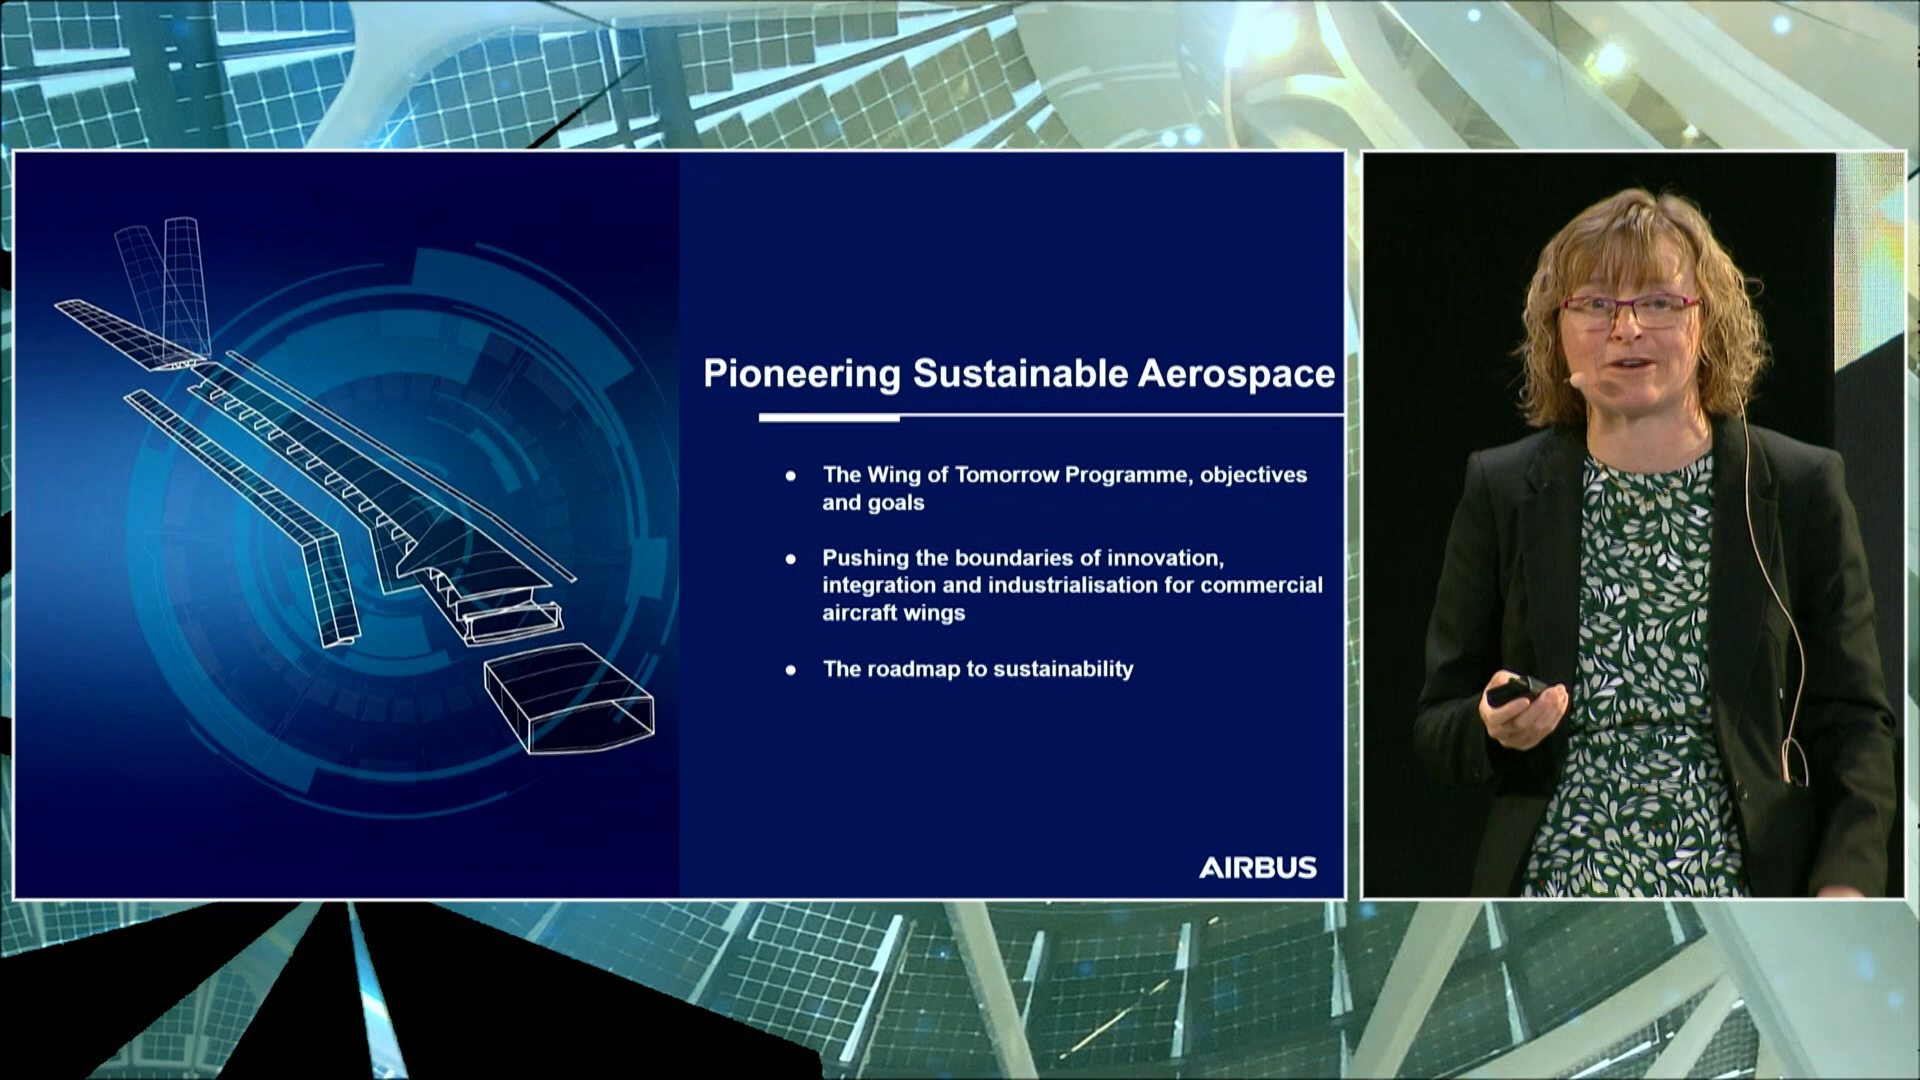 Pioneering Sustainable Aerospace
● The Wing of Tomorrow Programme, objectives
and goals
● Pushing the boundaries of innovation,
integration and industrialisation for commercial
aircraft wings
● The roadmap to sustainability
AIRBUS